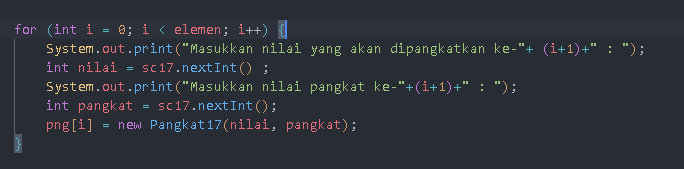 for (int i = 0; i < elemen; i++) {
System.out.print("Masukkan nilai yang akan dipangkatkan ke-"+ (i+1)+" : ");
int nilai = sc17.nextInt() ;
System.out.print("Masukkan nilai pangkat ke-"+(i+1)+" : ");
int pangkat = sc17.nextInt();
png[i] = new Pangkat17(nilai, pangkat);
}